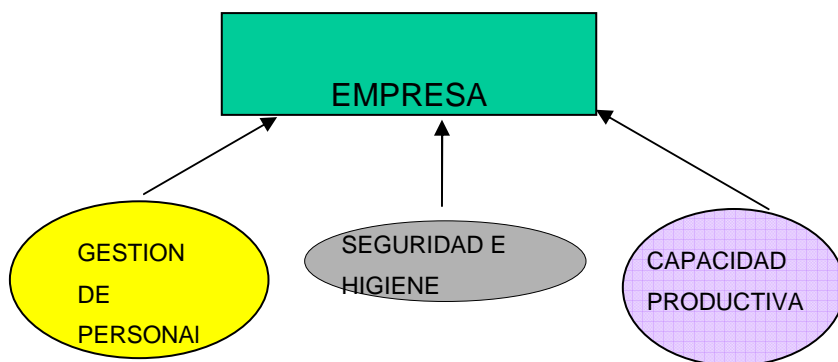 EMPRESA
GESTION
DE
PERSONAL
SEGURIDAD E
HIGIENE
CAPACIDAD
PRODUCTIVA